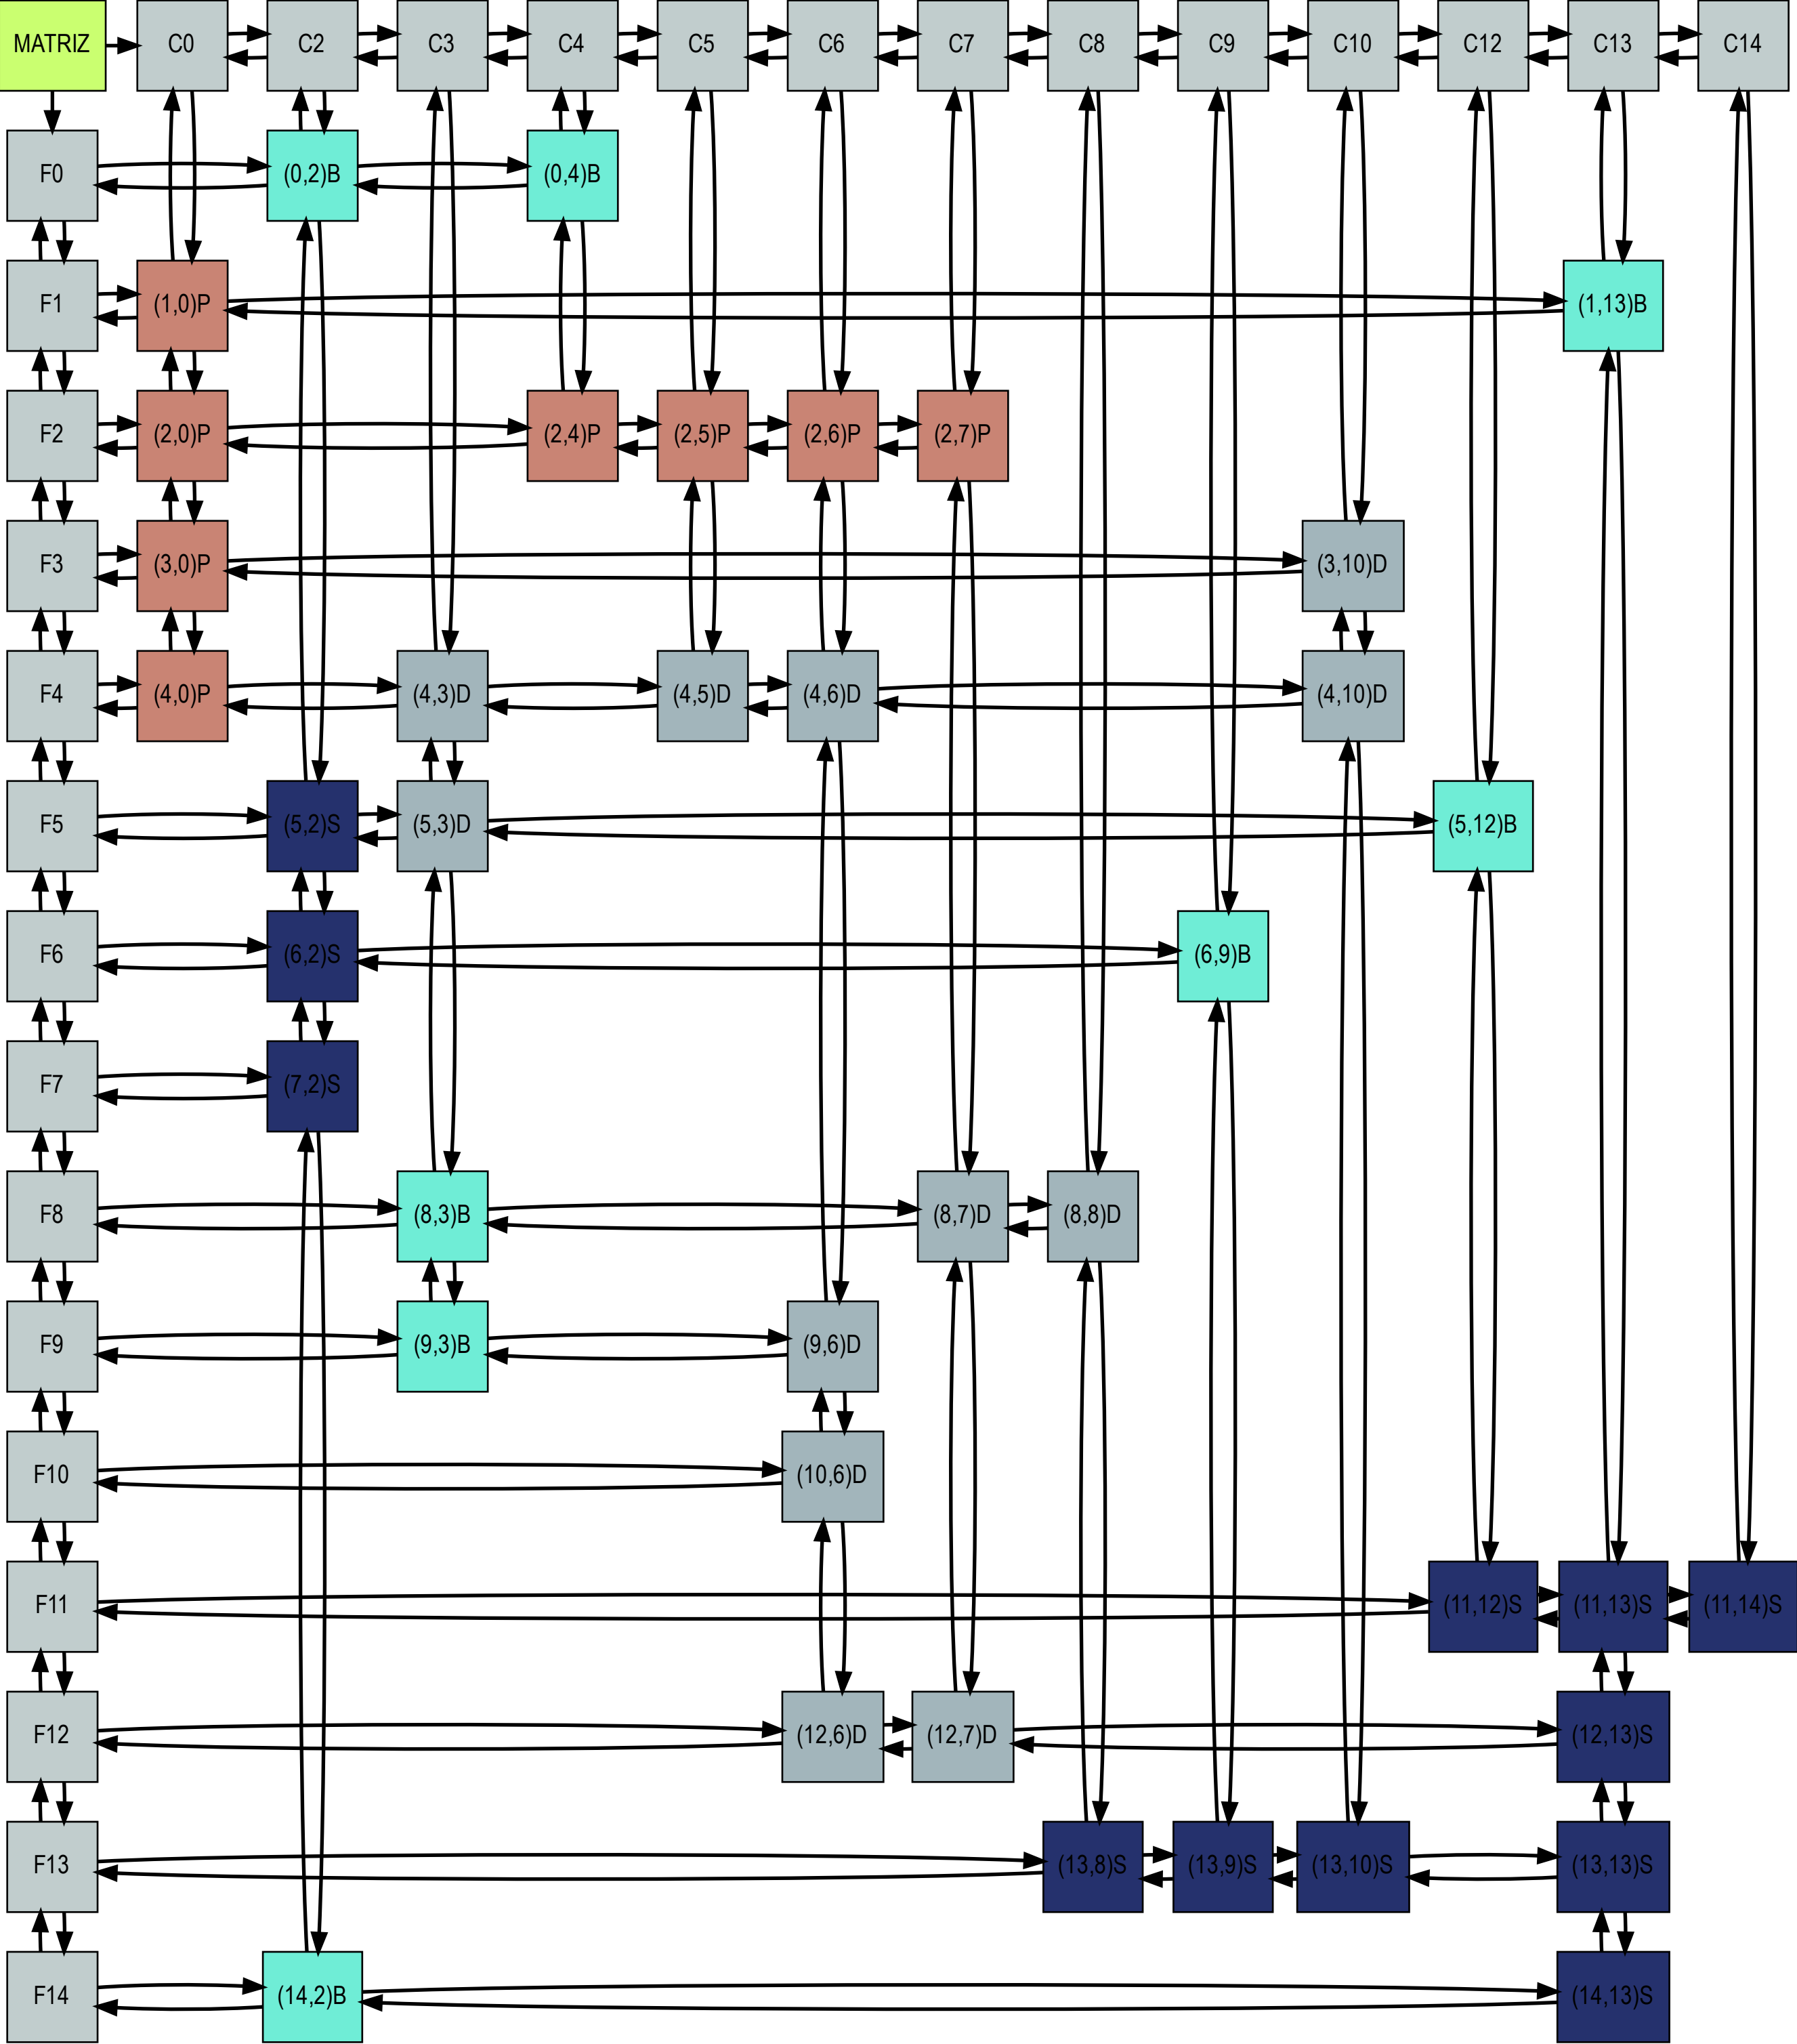 MATRIZ C0 C2 C3 C4 C5 C6 C7 C8 C9 C10 C12 C13 C14
F0 (0,2)B (0,4)B
F1 (1,0)P (1,13)B
F2 (2,0)P (2,4)P (2,5)P (2,6)P (2,7)P
F3 (3,0)P (3,10)D
F4 (4,0)P (4,3)D (4,5)D (4,6)D (4,10)D
F5 (5,2)S (5,3)D (5,12)B
F6 (6,2)S (6,9)B
F7 (7,2)S
F8 (8,3)B (8,7)D (8,8)D
F9 (9,3)B (9,6)D
F10 (10,6)D
F11 (11,12)S (11,13)S (11,14)S
F12 (12,6)D (12,7)D (12,13)S
F13 (13,8)S (13,9)S (13,10)S (13,13)S
F14 (14,2)B (14,13)S